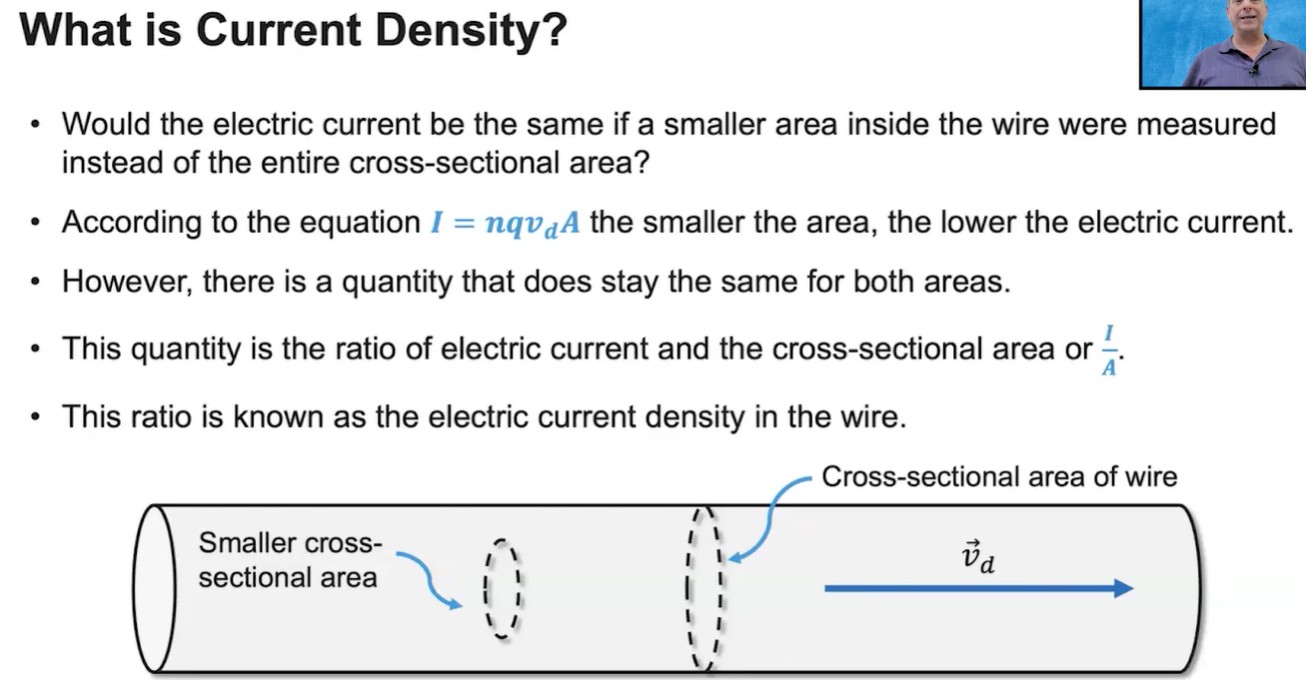 What is Current Density?
• Would the electric current be the same if a smaller area inside the wire were measured
instead of the entire cross-sectional area?
• According to the equation I = nqv_dA the smaller the area, the lower the electric current.
• However, there is a quantity that does stay the same for both areas.
• This quantity is the ratio of electric current and the cross-sectional area or I/A.
• This ratio is known as the electric current density in the wire.
Cross-sectional area of wire
Smaller cross-
sectional area
v⃗_d